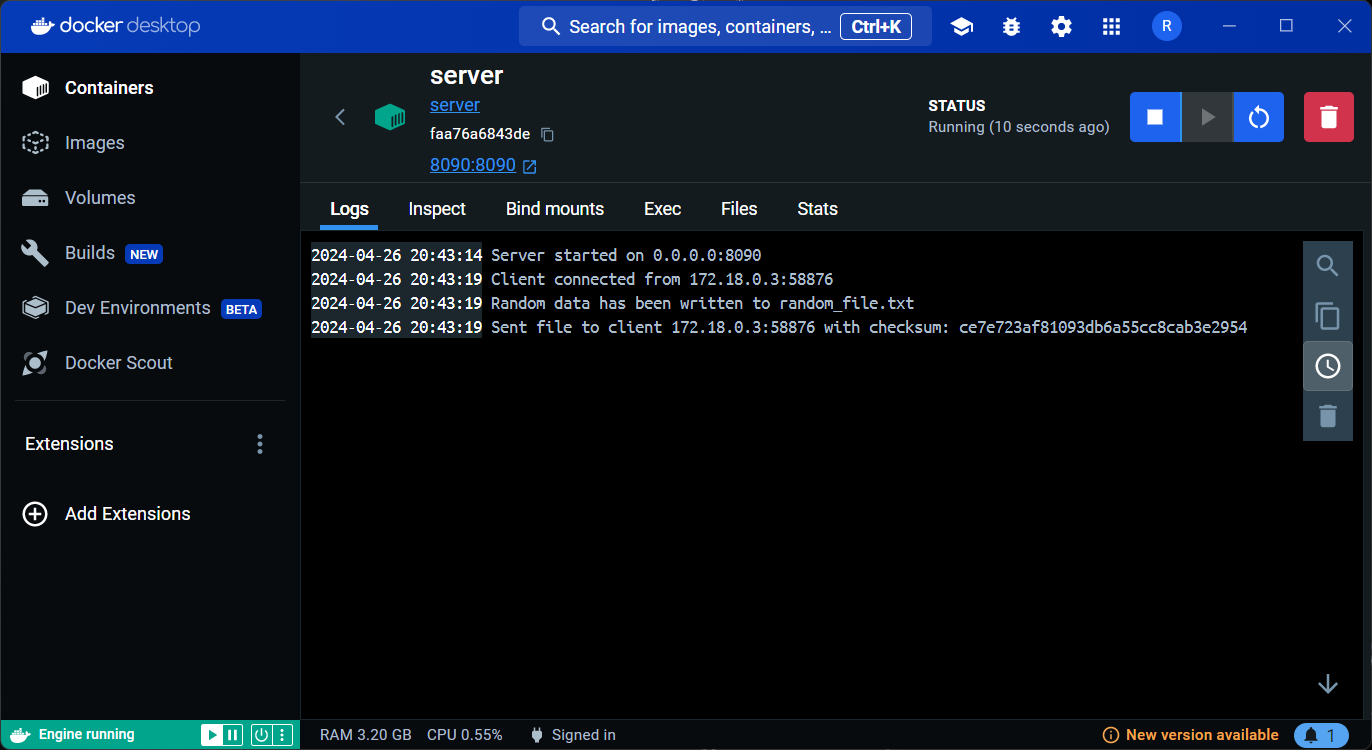 docker desktop
Search for images, containers, ... Ctrl+K
R
Containers
Images
Volumes
Builds NEW
Dev Environments BETA
Docker Scout
Extensions
Add Extensions
server
server
faa76a6843de
8090:8090
STATUS
Running (10 seconds ago)
Logs Inspect Bind mounts Exec Files Stats
2024-04-26 20:43:14 Server started on 0.0.0.0:8090
2024-04-26 20:43:19 Client connected from 172.18.0.3:58876
2024-04-26 20:43:19 Random data has been written to random_file.txt
2024-04-26 20:43:19 Sent file to client 172.18.0.3:58876 with checksum: ce7e723af81093db6a55cc8cab3e2954
Engine running
RAM 3.20 GB CPU 0.55% Signed in
New version available
1